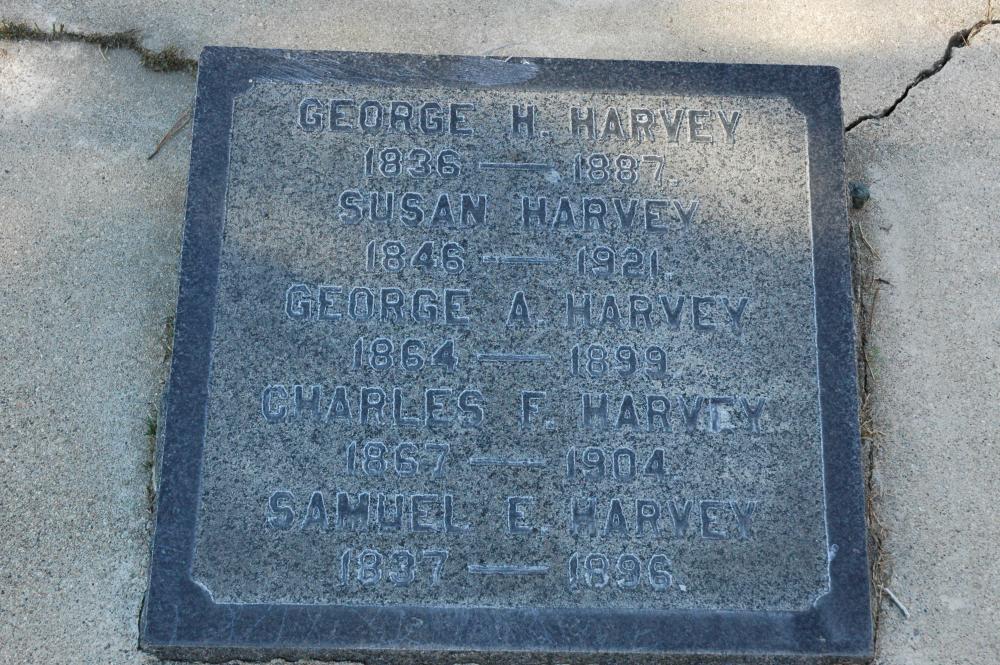 GEORGE H. HARVEY
1836 — 1887.
SUSAN HARVEY
1846 — 1921.
GEORGE A. HARVEY
1864 — 1899.
CHARLES F. HARVEY
1867 — 1904.
SAMUEL E. HARVEY
1837 — 1896.